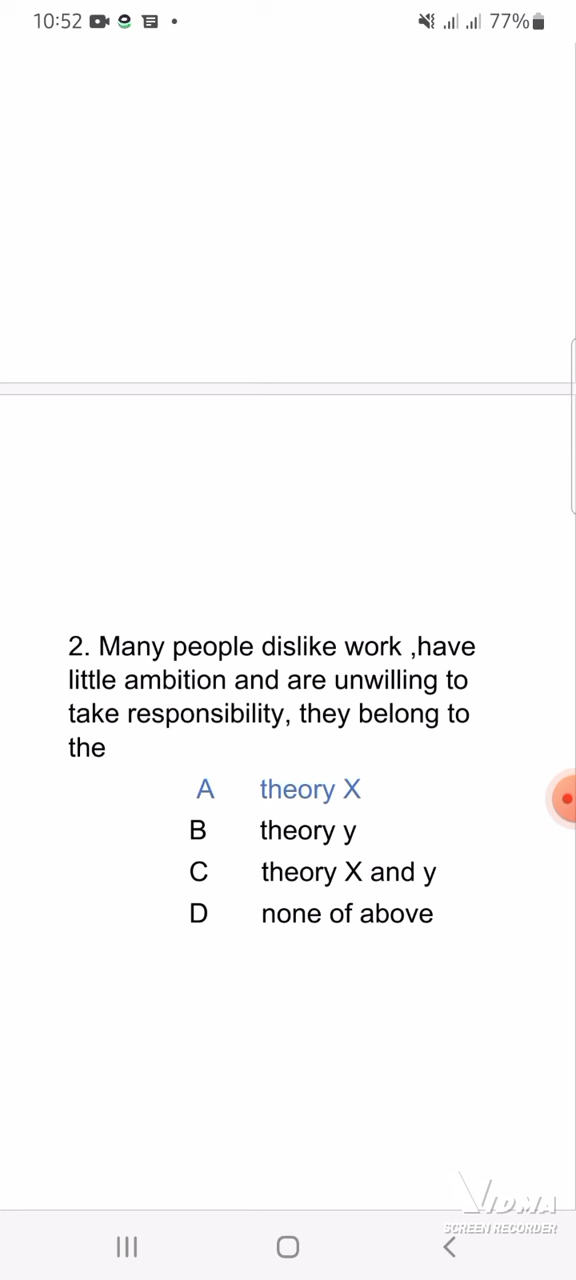 10:52
77%
2. Many people dislike work ,have
little ambition and are unwilling to
take responsibility, they belong to
the
A theory X
B theory y
C theory X and y
D none of above
VIDMA
SCREEN RECORDER